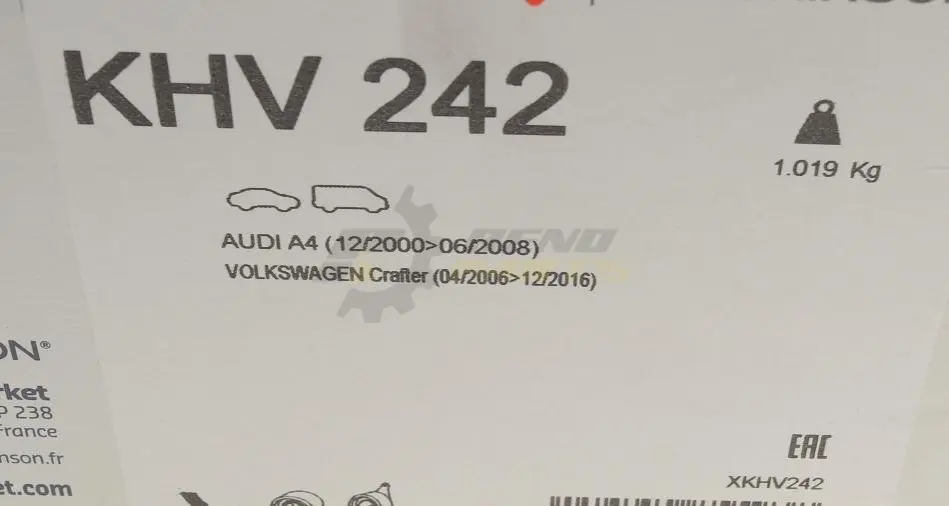 KHV 242
1.019 Kg
AUDI A4 (12/2000>06/2008)
VOLKSWAGEN Crafter (04/2006>12/2016)
ON®
rket
P 238
France
nson.fr
et.com
EAC
XKHV242